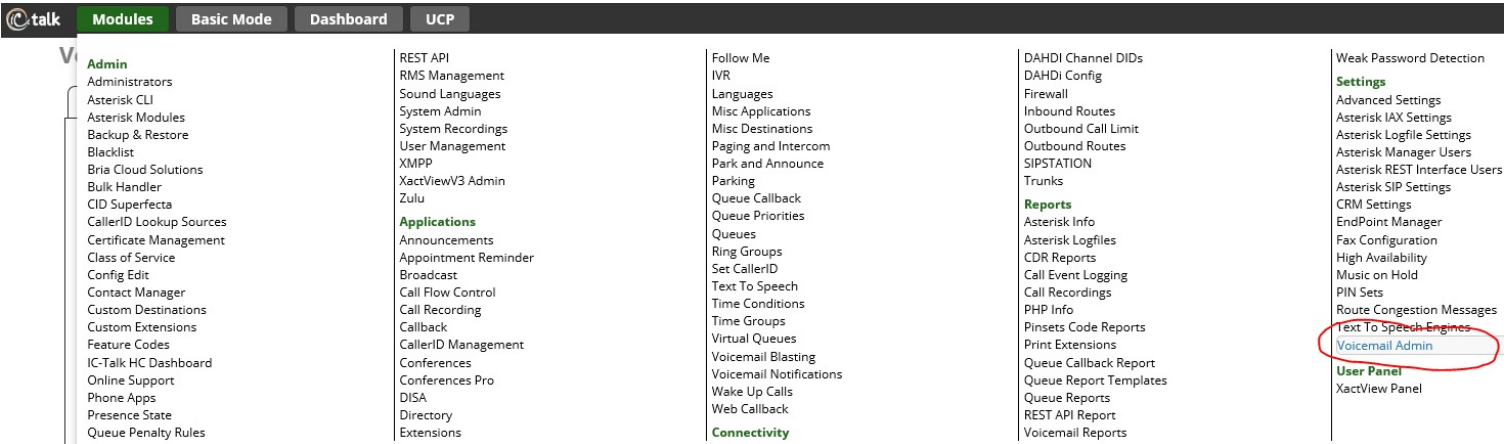 talk
Modules
Basic Mode
Dashboard
UCP
Admin
Administrators
Asterisk CLI
Asterisk Modules
Backup & Restore
Blacklist
Bria Cloud Solutions
Bulk Handler
CID Superfecta
CallerID Lookup Sources
Certificate Management
Class of Service
Config Edit
Contact Manager
Custom Destinations
Custom Extensions
Feature Codes
IC-Talk HC Dashboard
Online Support
Phone Apps
Presence State
Queue Penalty Rules
REST API
RMS Management
Sound Languages
System Admin
System Recordings
User Management
XMPP
XactViewV3 Admin
Zulu
Applications
Announcements
Appointment Reminder
Broadcast
Call Flow Control
Call Recording
Callback
CallerID Management
Conferences
Conferences Pro
DISA
Directory
Extensions
Follow Me
IVR
Languages
Misc Applications
Misc Destinations
Paging and Intercom
Park and Announce
Parking
Queue Callback
Queue Priorities
Queues
Ring Groups
Set CallerID
Text To Speech
Time Conditions
Time Groups
Virtual Queues
Voicemail Blasting
Voicemail Notifications
Wake Up Calls
Web Callback
Connectivity
DAHDI Channel DIDs
DAHDi Config
Firewall
Inbound Routes
Outbound Call Limit
Outbound Routes
SIPSTATION
Trunks
Reports
Asterisk Info
Asterisk Logfiles
CDR Reports
Call Event Logging
Call Recordings
PHP Info
Pinsets Code Reports
Print Extensions
Queue Callback Report
Queue Report Templates
Queue Reports
REST API Report
Voicemail Reports
Weak Password Detection
Settings
Advanced Settings
Asterisk IAX Settings
Asterisk Logfile Settings
Asterisk Manager Users
Asterisk REST Interface Users
Asterisk SIP Settings
CRM Settings
EndPoint Manager
Fax Configuration
High Availability
Music on Hold
PIN Sets
Route Congestion Messages
Text To Speech Engines
Voicemail Admin
User Panel
XactView Panel